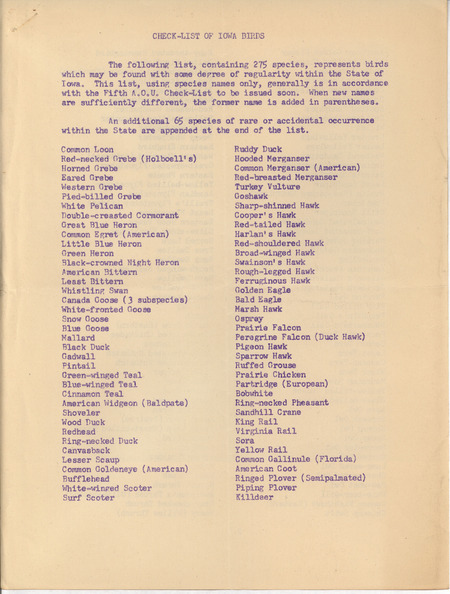 CHECK-LIST OF IOWA BIRDS
The following list, containing 275 species, represents birds
which may be found with some degree of regularity within the State of
Iowa. This list, using species names only, generally is in accordance
with the Fifth A.O.U. Check-List to be issued soon. When new names
are sufficiently different, the former name is added in parentheses.
An additional 65 species of rare or accidental occurrence
within the State are appended at the end of the list.
Common Loon
Red-necked Grebe (Holboell's)
Horned Grebe
Eared Grebe
Western Grebe
Pied-billed Grebe
White Pelican
Double-creasted Cormorant
Great Blue Heron
Common Egret (American)
Little Blue Heron
Green Heron
Black-crowned Night Heron
American Bittern
Least Bittern
Whistling Swan
Canada Goose (3 subspecies)
White-fronted Goose
Snow Goose
Blue Goose
Mallard
Black Duck
Gadwall
Pintail
Green-winged Teal
Blue-winged Teal
Cinnamon Teal
American Widgeon (Baldpate)
Shoveler
Wood Duck
Redhead
Ring-necked Duck
Canvasback
Lesser Scaup
Common Goldeneye (American)
Bufflehead
White-winged Scoter
Surf Scoter
Ruddy Duck
Hooded Merganser
Common Merganser (American)
Red-breasted Merganser
Turkey Vulture
Goshawk
Sharp-shinned Hawk
Cooper's Hawk
Red-tailed Hawk
Harlan's Hawk
Red-shouldered Hawk
Broad-winged Hawk
Swainson's Hawk
Rough-legged Hawk
Ferruginous Hawk
Golden Eagle
Bald Eagle
Marsh Hawk
Osprey
Prairie Falcon
Peregrine Falcon (Duck Hawk)
Pigeon Hawk
Sparrow Hawk
Ruffed Grouse
Prairie Chicken
Partridge (European)
Bobwhite
Ring-necked Pheasant
Sandhill Crane
King Rail
Virginia Rail
Sora
Yellow Rail
Common Gallinule (Florida)
American Coot
Ringed Plover (Semipalmated)
Piping Plover
Killdeer